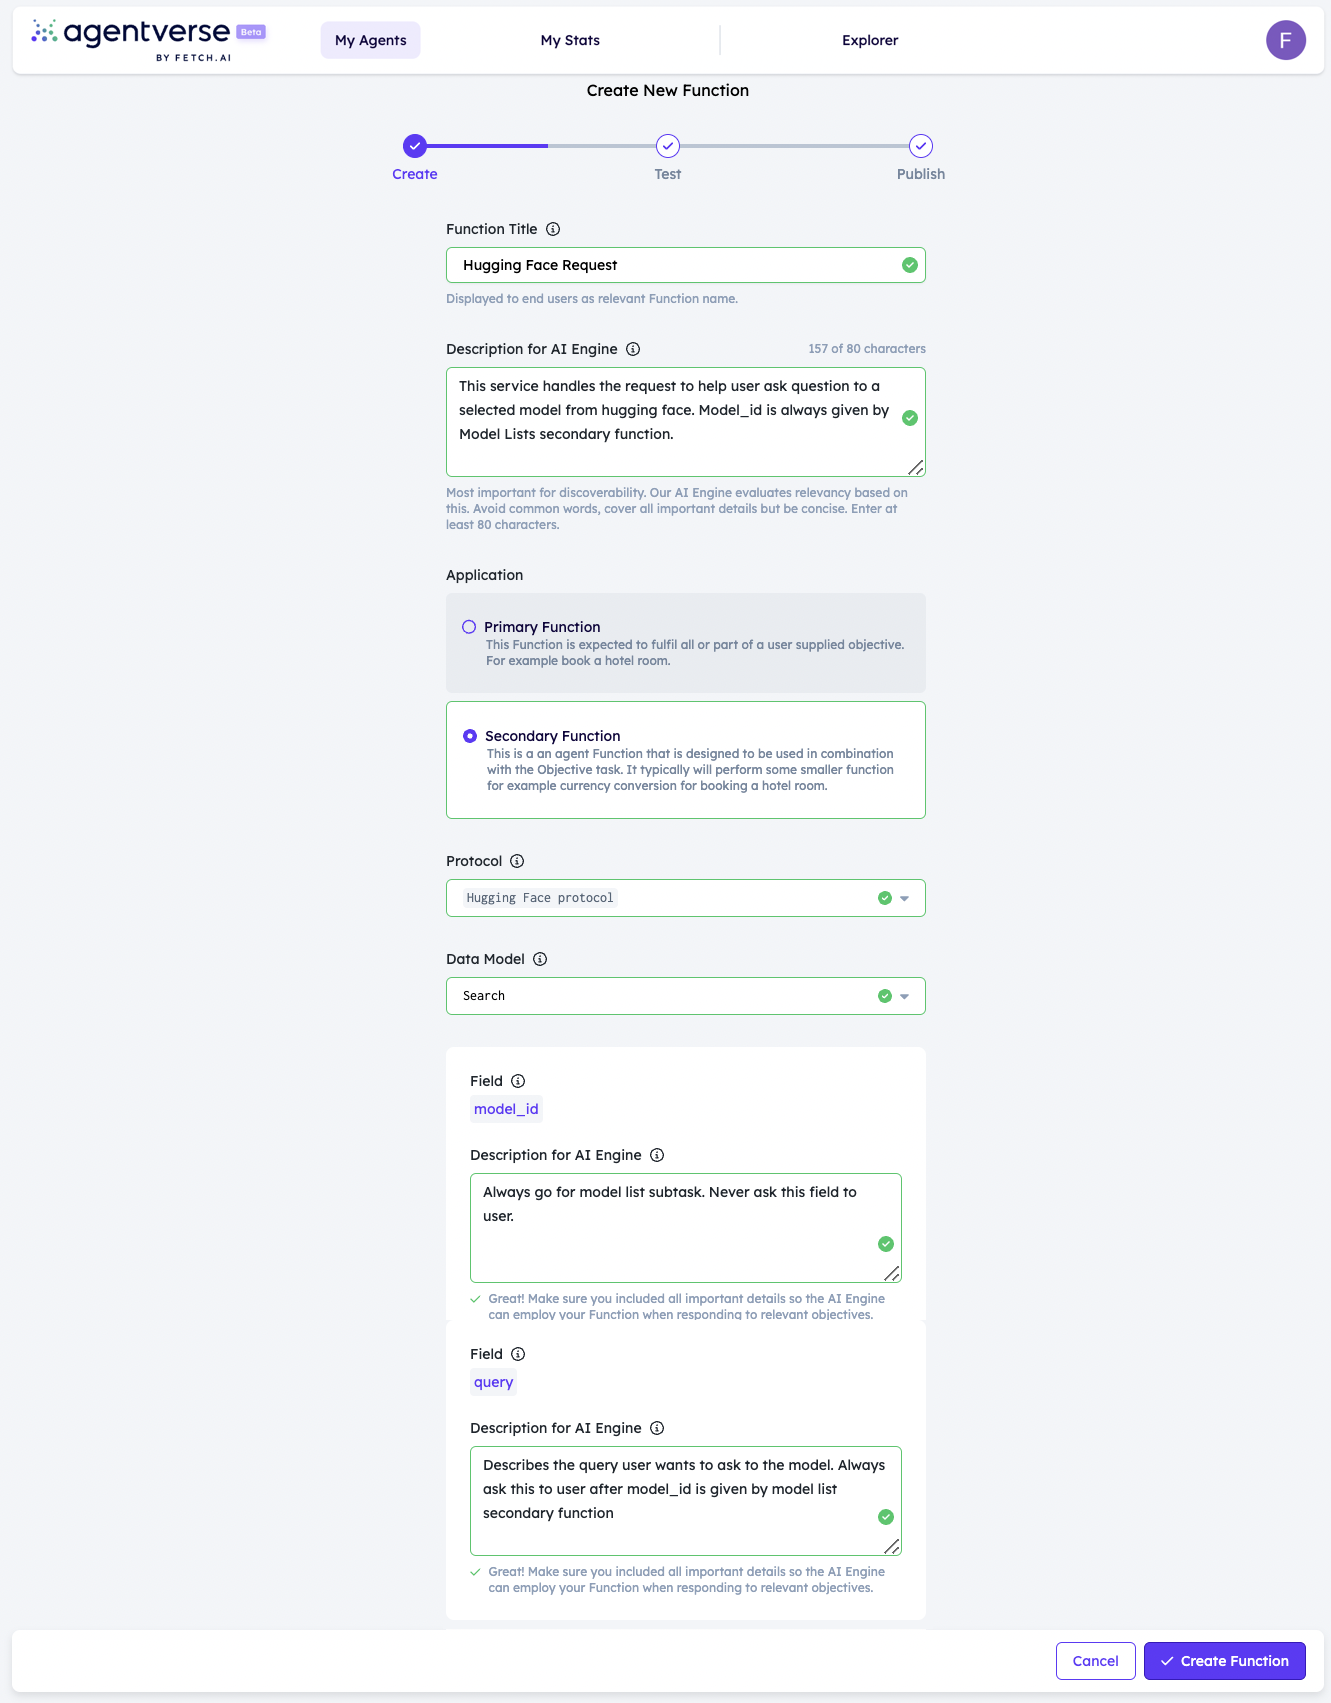 agentverse Beta
BY FETCH.AI
My Agents
My Stats
Explorer
F
Create New Function
Create
Test
Publish
Function Title
Hugging Face Request
Displayed to end users as relevant Function name.
Description for AI Engine
157 of 80 characters
This service handles the request to help user ask question to a
selected model from hugging face. Model_id is always given by
Model Lists secondary function.
Most important for discoverability. Our AI Engine evaluates relevancy based on
this. Avoid common words, cover all important details but be concise. Enter at
least 80 characters.
Application
Primary Function
This Function is expected to fulfil all or part of a user supplied objective.
For example book a hotel room.
Secondary Function
This is a an agent Function that is designed to be used in combination
with the Objective task. It typically will perform some smaller function
for example currency conversion for booking a hotel room.
Protocol
Hugging Face protocol
Data Model
Search
Field
model_id
Description for AI Engine
Always go for model list subtask. Never ask this field to
user.
Great! Make sure you included all important details so the AI Engine
can employ your Function when responding to relevant objectives.
Field
query
Description for AI Engine
Describes the query user wants to ask to the model. Always
ask this to user after model_id is given by model list
secondary function
Great! Make sure you included all important details so the AI Engine
can employ your Function when responding to relevant objectives.
Cancel
Create Function